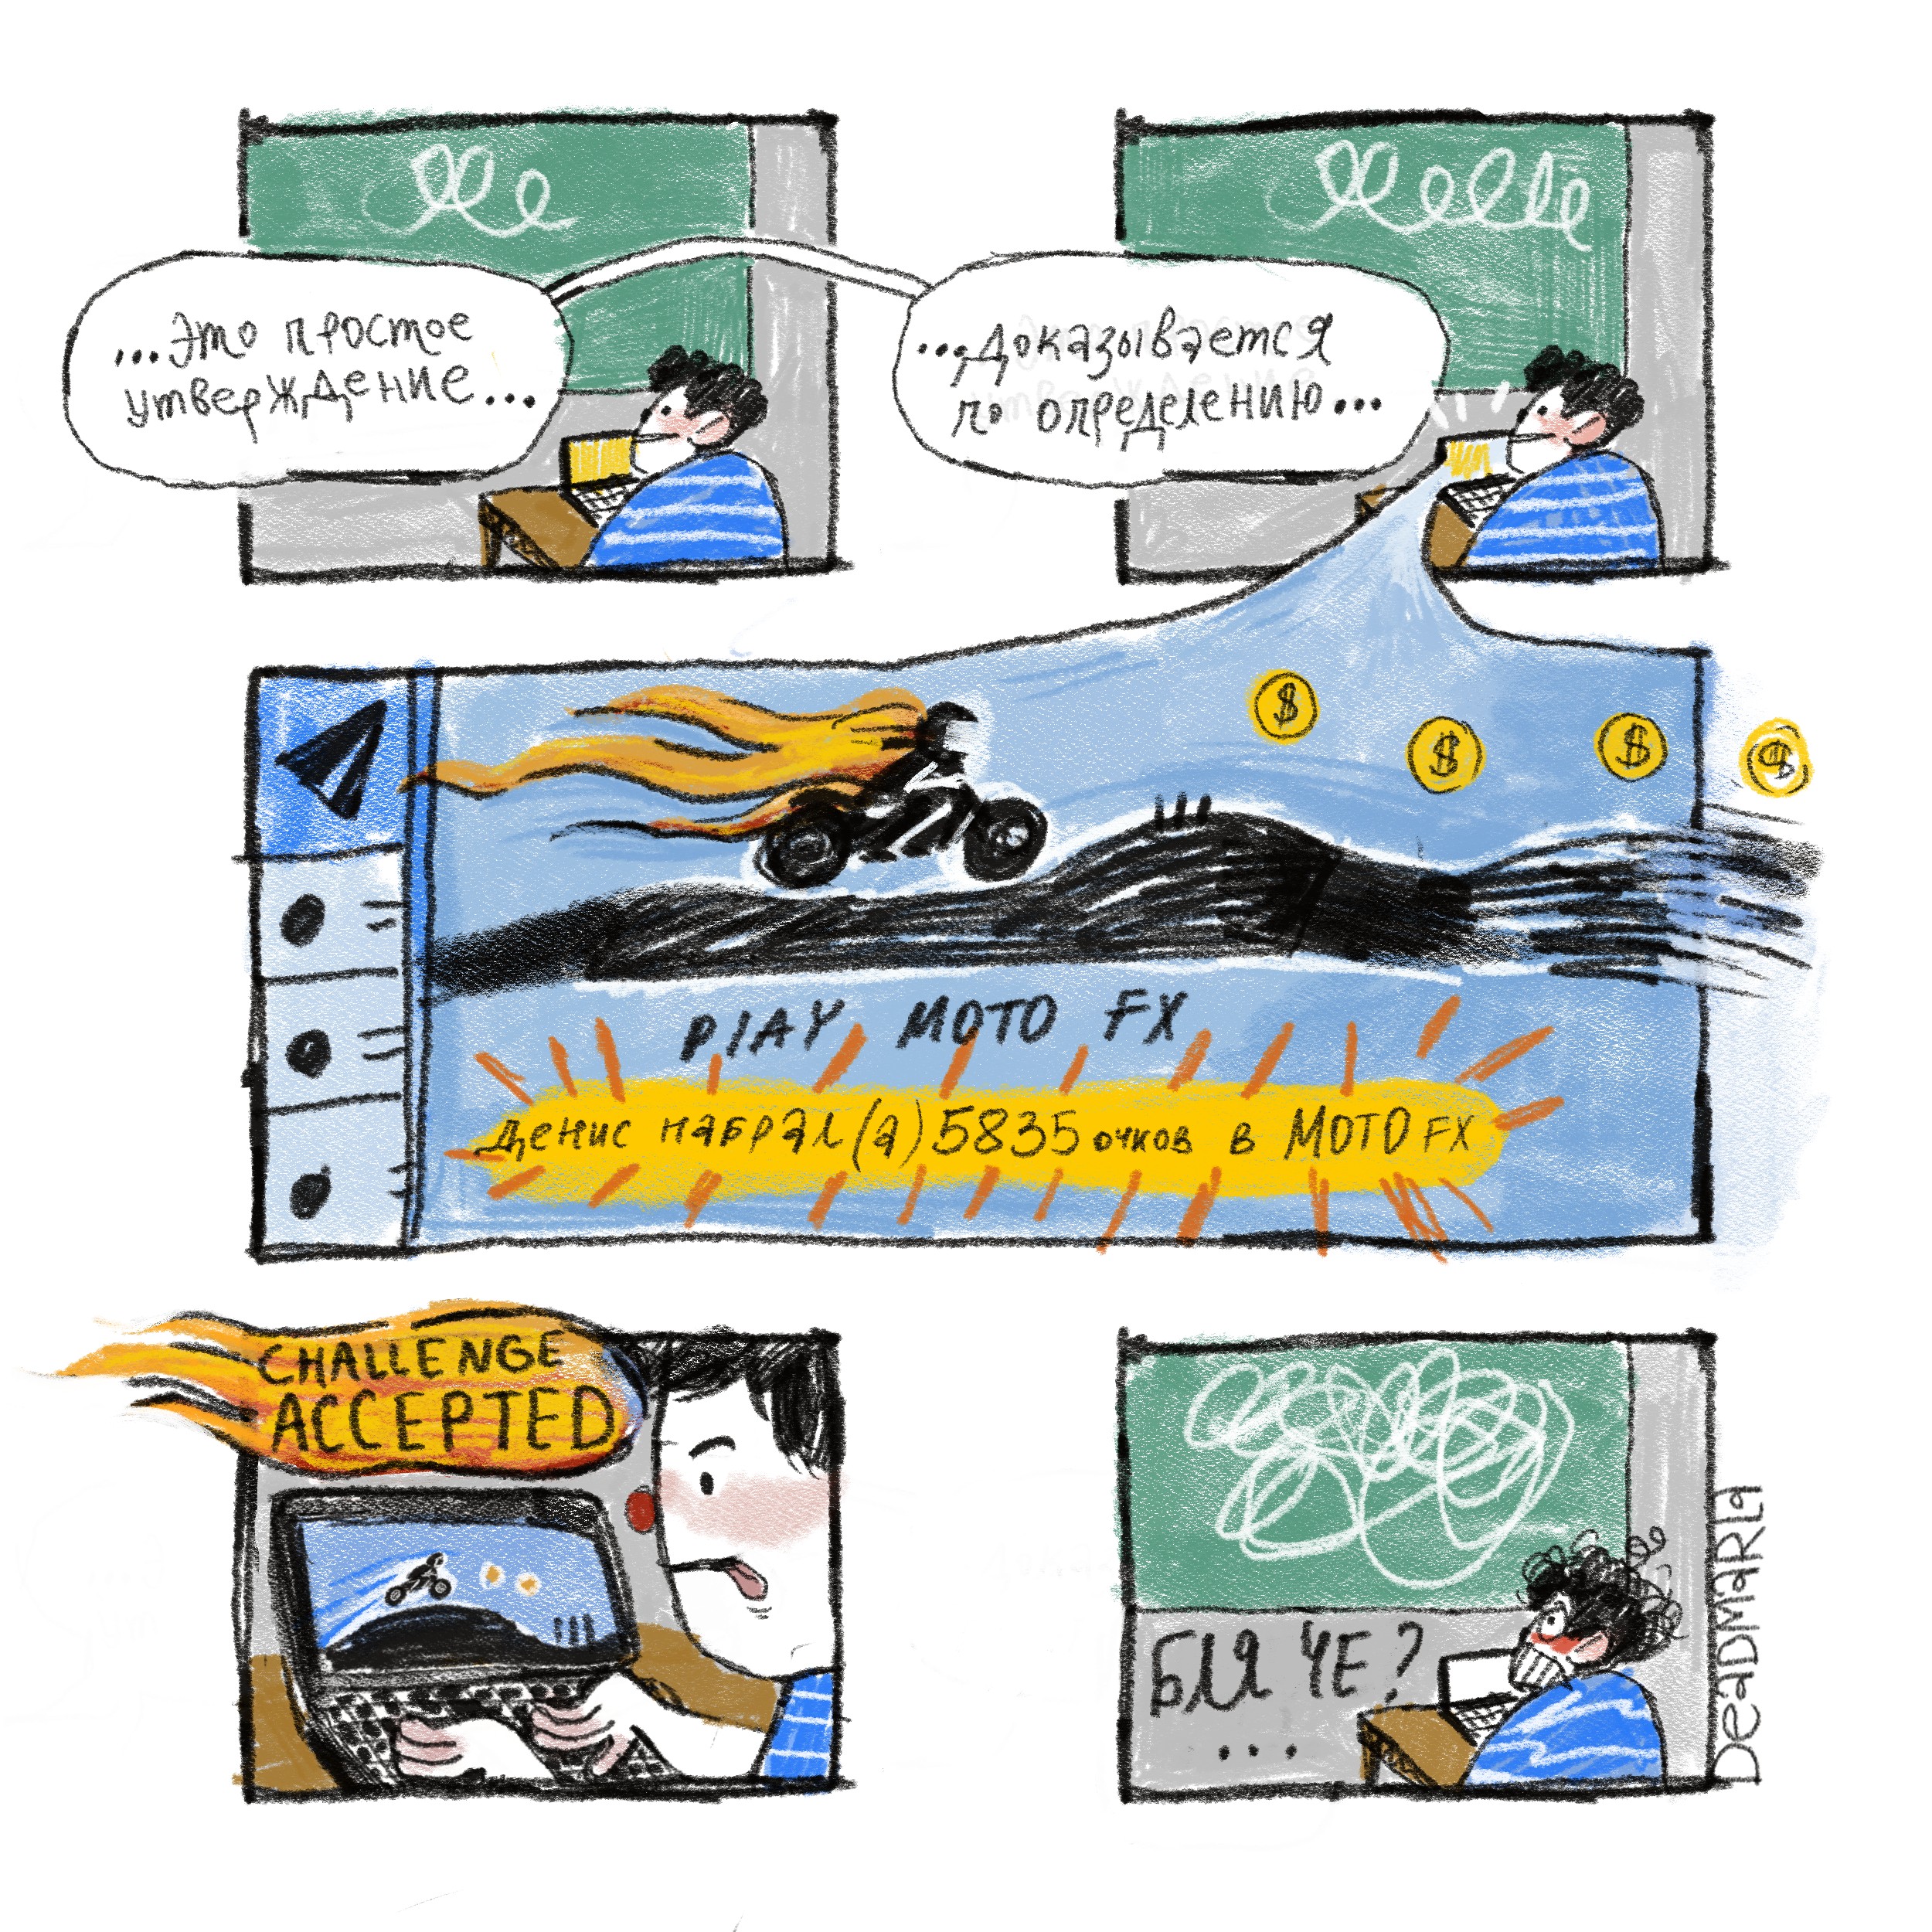 ...это простое
утверждение...
...доказывается
по определению...
PLAY MOTO FX
Денис набрал(а) 5835 очков в MOTO FX
CHALLENGE
ACCEPTED
БЛЯ ЧЕ?
...
DEADMARLA